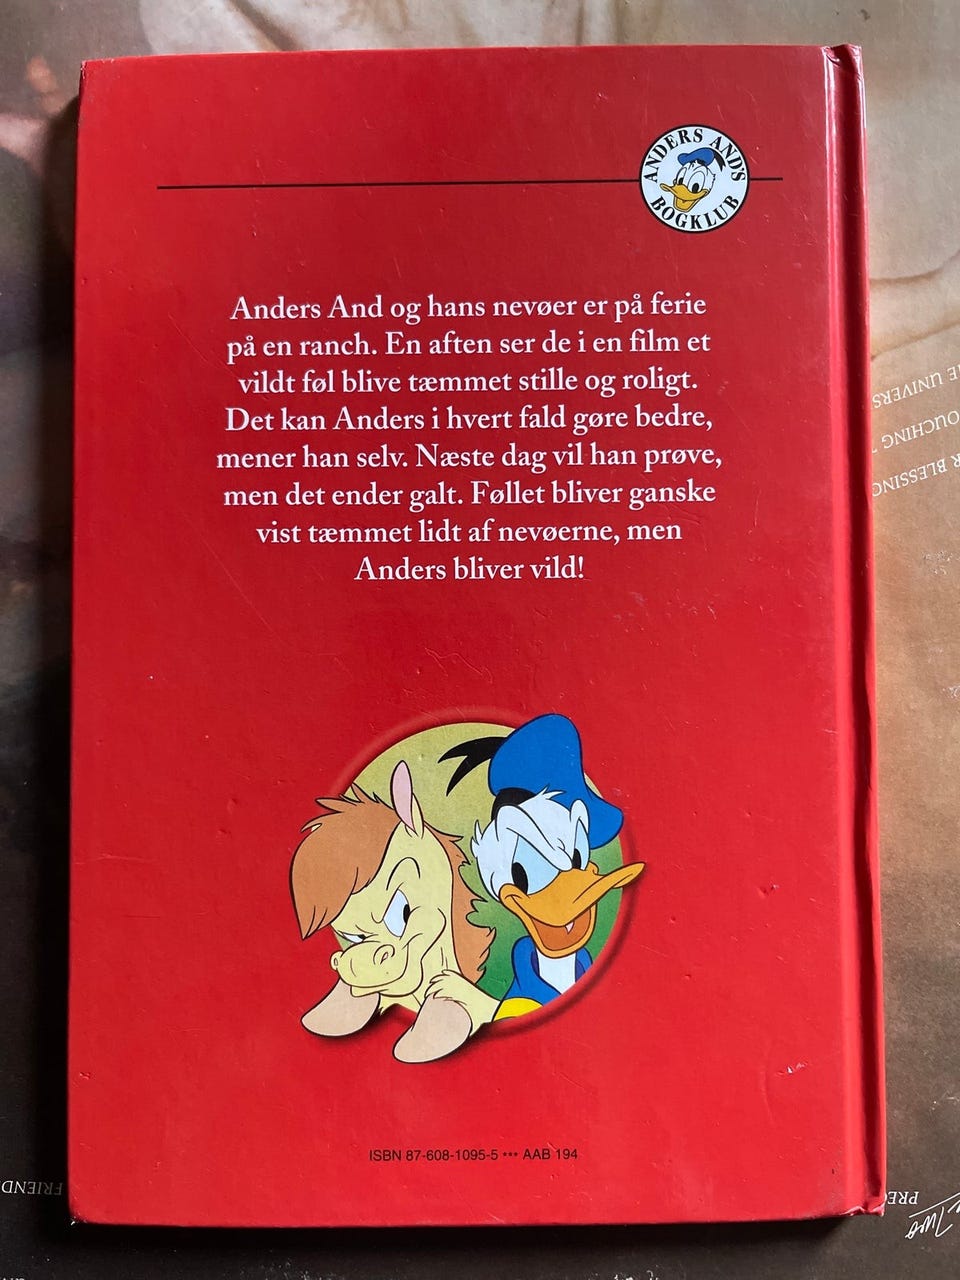 ANDERS AND'S
BOGKLUB
Anders And og hans nevøer er på ferie
på en ranch. En aften ser de i en film et
vildt føl blive tæmmet stille og roligt.
Det kan Anders i hvert fald gøre bedre,
mener han selv. Næste dag vil han prøve,
men det ender galt. Føllet bliver ganske
vist tæmmet lidt af nevøerne, men
Anders bliver vild!
ISBN 87-608-1095-5 *** AAB 194
OUCHING
BLESSING